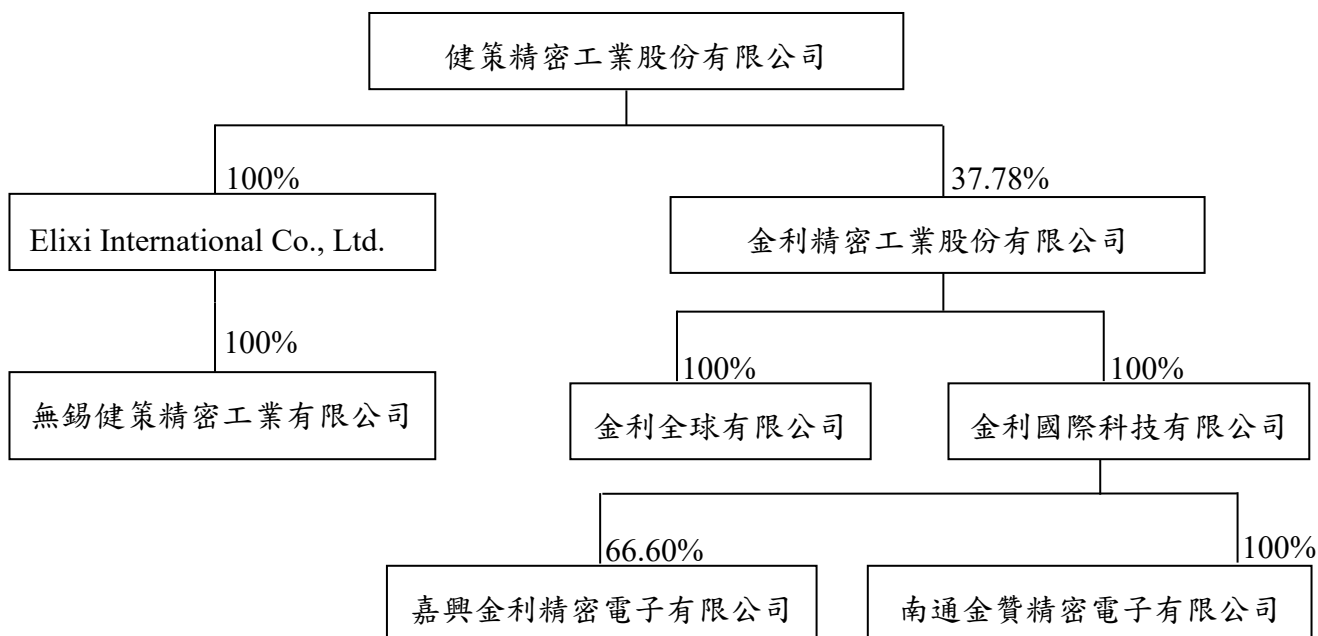 健策精密工業股份有限公司
100%
37.78%
Elixi International Co., Ltd.
金利精密工業股份有限公司
100%
100%
100%
無錫健策精密工業有限公司
金利全球有限公司
金利國際科技有限公司
66.60%
100%
嘉興金利精密電子有限公司
南通金贊精密電子有限公司